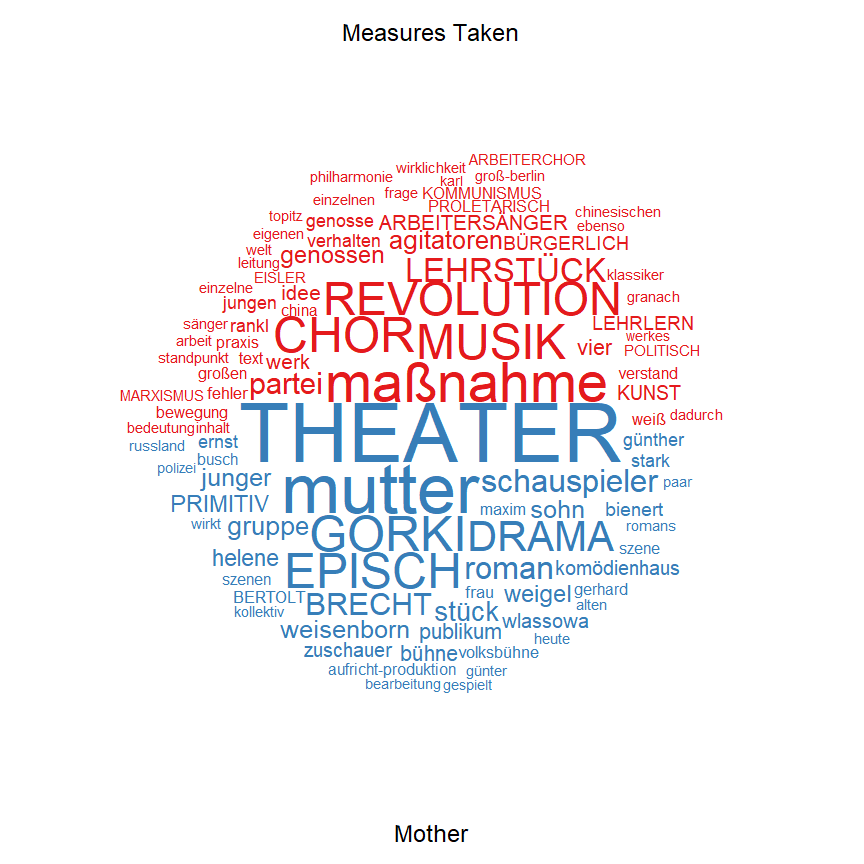 Measures Taken
ARBEITERCHOR
wirklichkeit
philharmonie karl groß-berlin
einzelnen frage KOMMUNISMUS
PROLETARISCH
topitz genosse ARBEITERSÄNGER chinesischen
ebenso
eigenen verhalten agitatoren BÜRGERLICH
welt genossen
leitung
EISLER LEHRSTÜCK klassiker
einzelne idee REVOLUTION granach
jungen china
sänger rankl CHOR MUSIK LEHRLERN
arbeit praxis vier werkes
standpunkt text werk POLITISCH
großen partei maßnahme verstand
MARXISMUS fehler KUNST
bewegung weiß dadurch
bedeutung inhalt
russland ernst THEATER günther
busch stark
polizei junger mutter schauspieler paar
PRIMITIV maxim sohn bienert
wirkt gruppe GORKI DRAMA romans
helene szene
szenen EPISCH roman komödienhaus
BERTOLT BRECHT frau weigel gerhard
kollektiv stück alten
weisenborn publikum wlassowa
heute
zuschauer bühne volksbühne
aufricht-produktion günter
bearbeitung gespielt
Mother